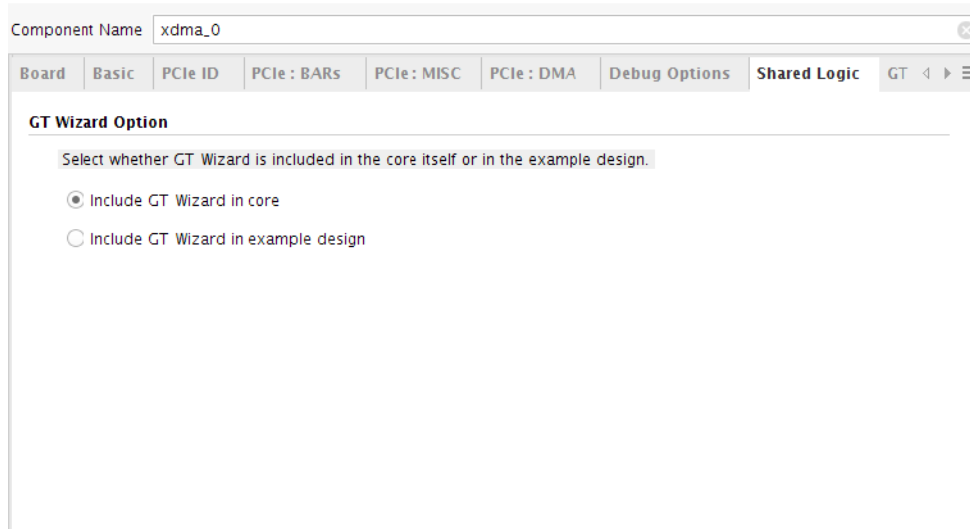 Component Name xdma_0
Board Basic PCIe ID PCIe : BARs PCIe : MISC PCIe : DMA Debug Options Shared Logic GT
GT Wizard Option
Select whether GT Wizard is included in the core itself or in the example design.
Include GT Wizard in core
Include GT Wizard in example design